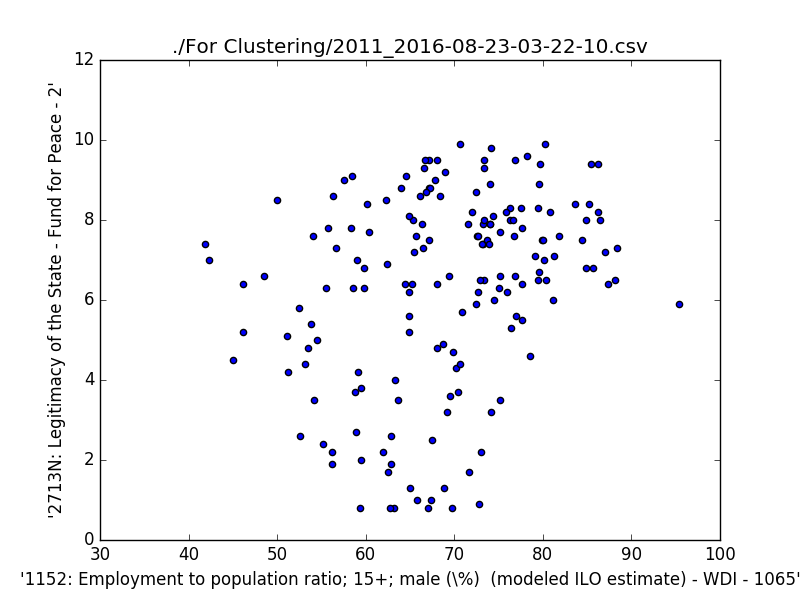 ./For Clustering/2011_2016-08-23-03-22-10.csv
'2713N: Legitimacy of the State - Fund for Peace - 2'
12
10
8
6
4
2
0
30 40 50 60 70 80 90 100
'1152: Employment to population ratio; 15+; male (\%)  (modeled ILO estimate) - WDI - 1065'